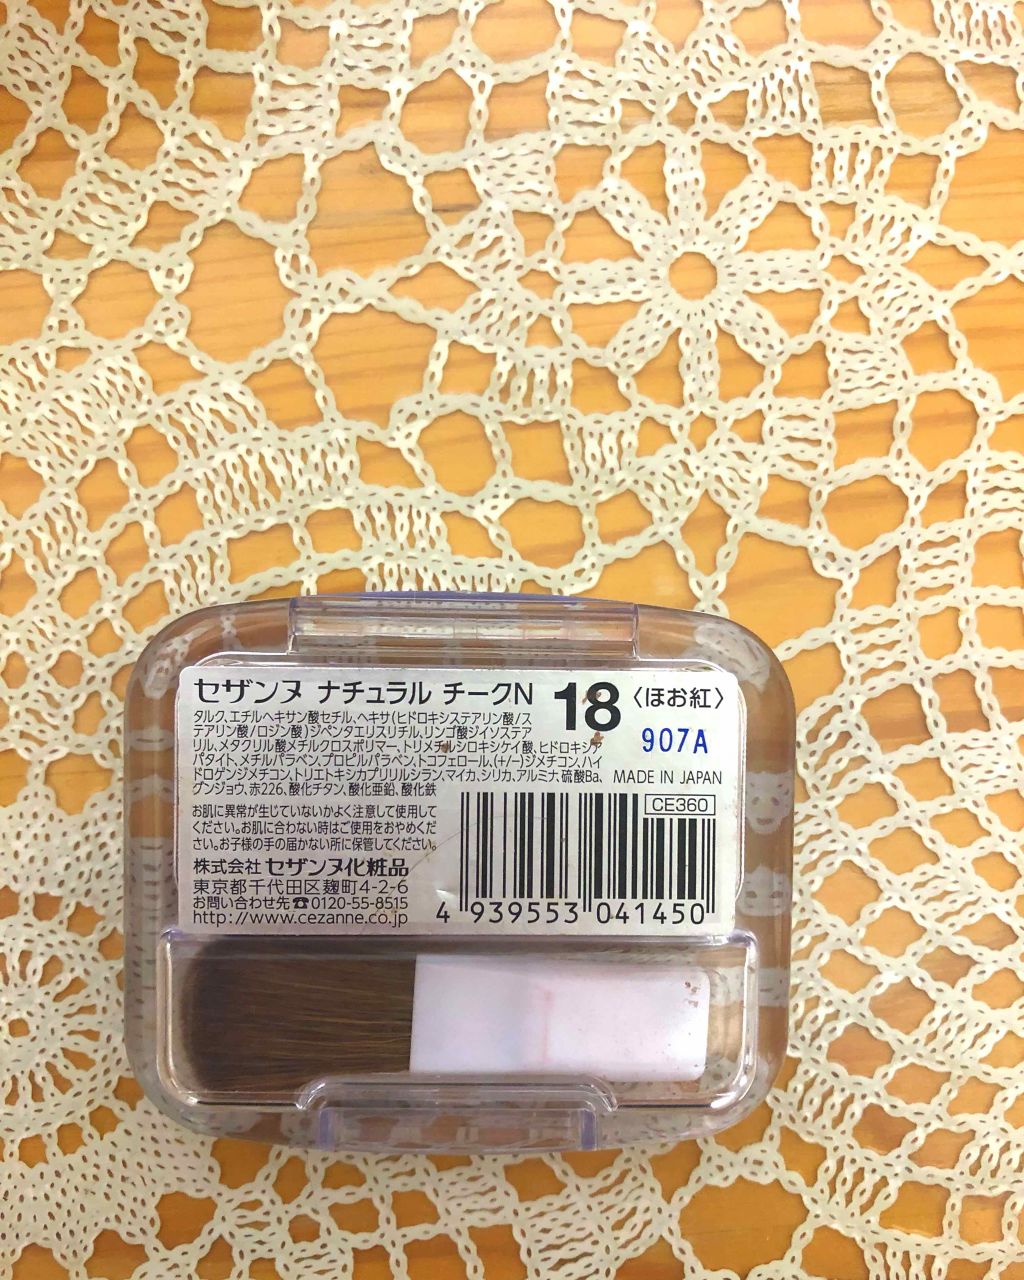 セザンヌ ナチュラル チークN 18 〈ほお紅〉
タルク、エチルヘキサン酸セチル、ヘキサ(ヒドロキシステアリン酸/ス
テアリン酸/ロジン酸)ジペンタエリスリチル、リンゴ酸ジイソステア
リル、メタクリル酸メチルクロスポリマー、トリメチルシロキシケイ酸、ヒドロキシア
パタイト、メチルパラベン、プロピルパラベン、トコフェロール、(+/-)ジメチコン、ハイ
ドロゲンジメチコン、トリエトキシカプリリルシラン、マイカ、シリカ、アルミナ、硫酸Ba、
グンジョウ、赤226、酸化チタン、酸化亜鉛、酸化鉄
907A
MADE IN JAPAN
CE360
お肌に異常が生じていないかよく注意して使用して
ください。お肌に合わない時はご使用をおやめくだ
さい。お子様の手の届かない所に保管してください。
株式会社 セザンヌ化粧品
東京都千代田区麹町4-2-6
お問い合わせ先☎0120-55-8515
http://www.cezanne.co.jp
4 939553 041450